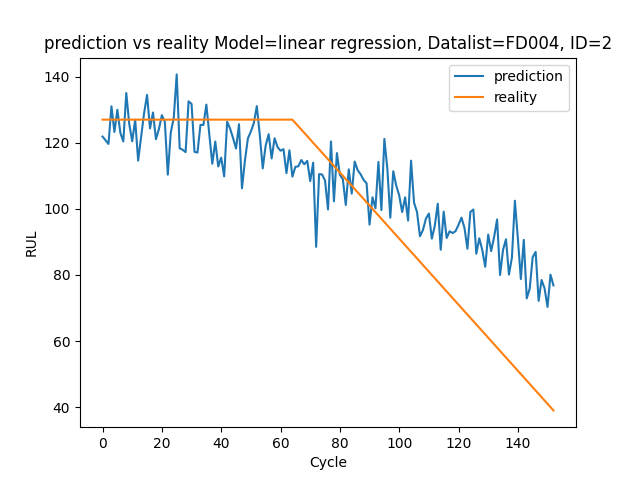 prediction vs reality Model=linear regression, Datalist=FD004, ID=2
prediction
reality
RUL
140
120
100
80
60
40
0 20 40 60 80 100 120 140
Cycle